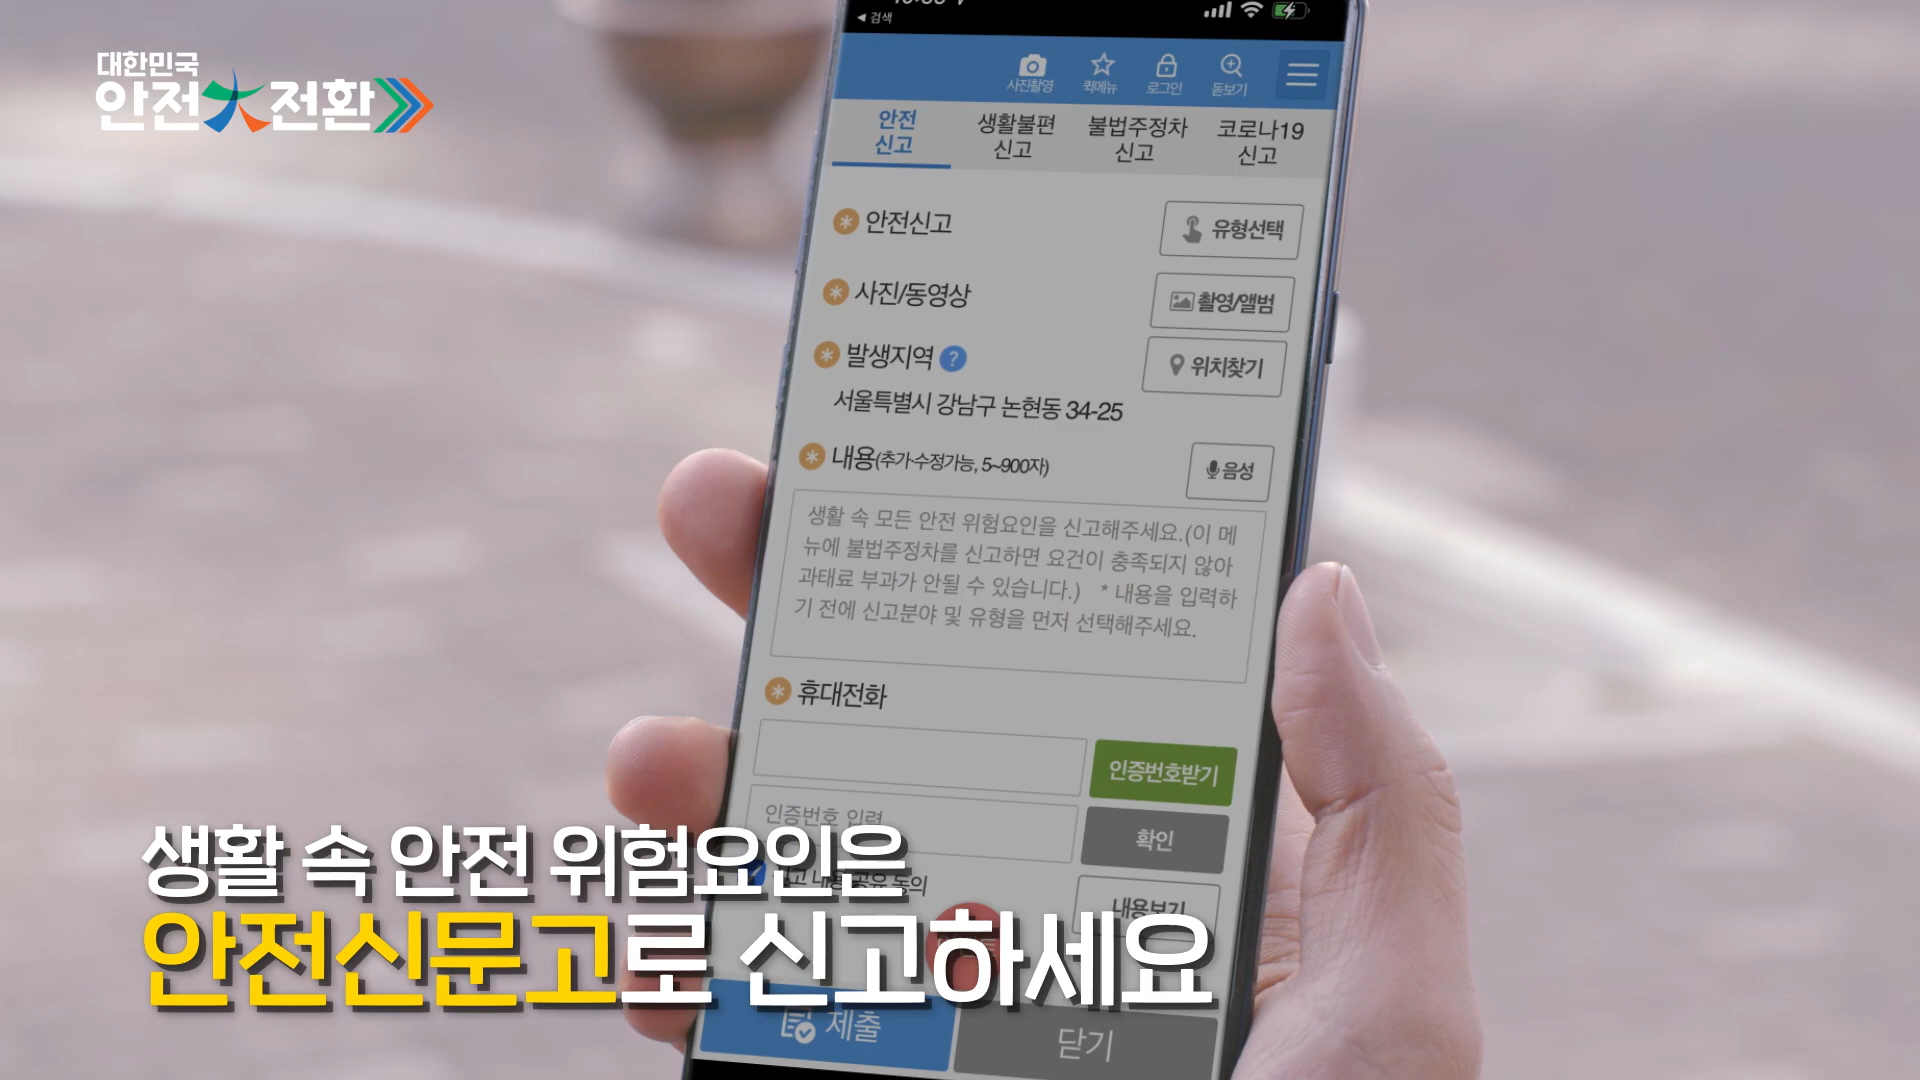 대한민국
안전大전환
검색
사진촬영
퀵메뉴
로그인
돋보기
안전
신고
생활불편
신고
불법주정차
신고
코로나19
신고
안전신고
유형선택
사진/동영상
촬영/앨범
발생지역 ?
위치찾기
서울특별시 강남구 논현동 34-25
내용(추가·수정가능, 5~900자)
음성
생활 속 모든 안전 위험요인을 신고해주세요.(이 메
뉴에 불법주정차를 신고하면 요건이 충족되지 않아
과태료 부과가 안될 수 있습니다.) * 내용을 입력하
기 전에 신고분야 및 유형을 먼저 선택해주세요.
휴대전화
인증번호받기
인증번호 입력
확인
내용 공유 동의
내용보기
제출
닫기
생활 속 안전 위험요인은
안전신문고로 신고하세요